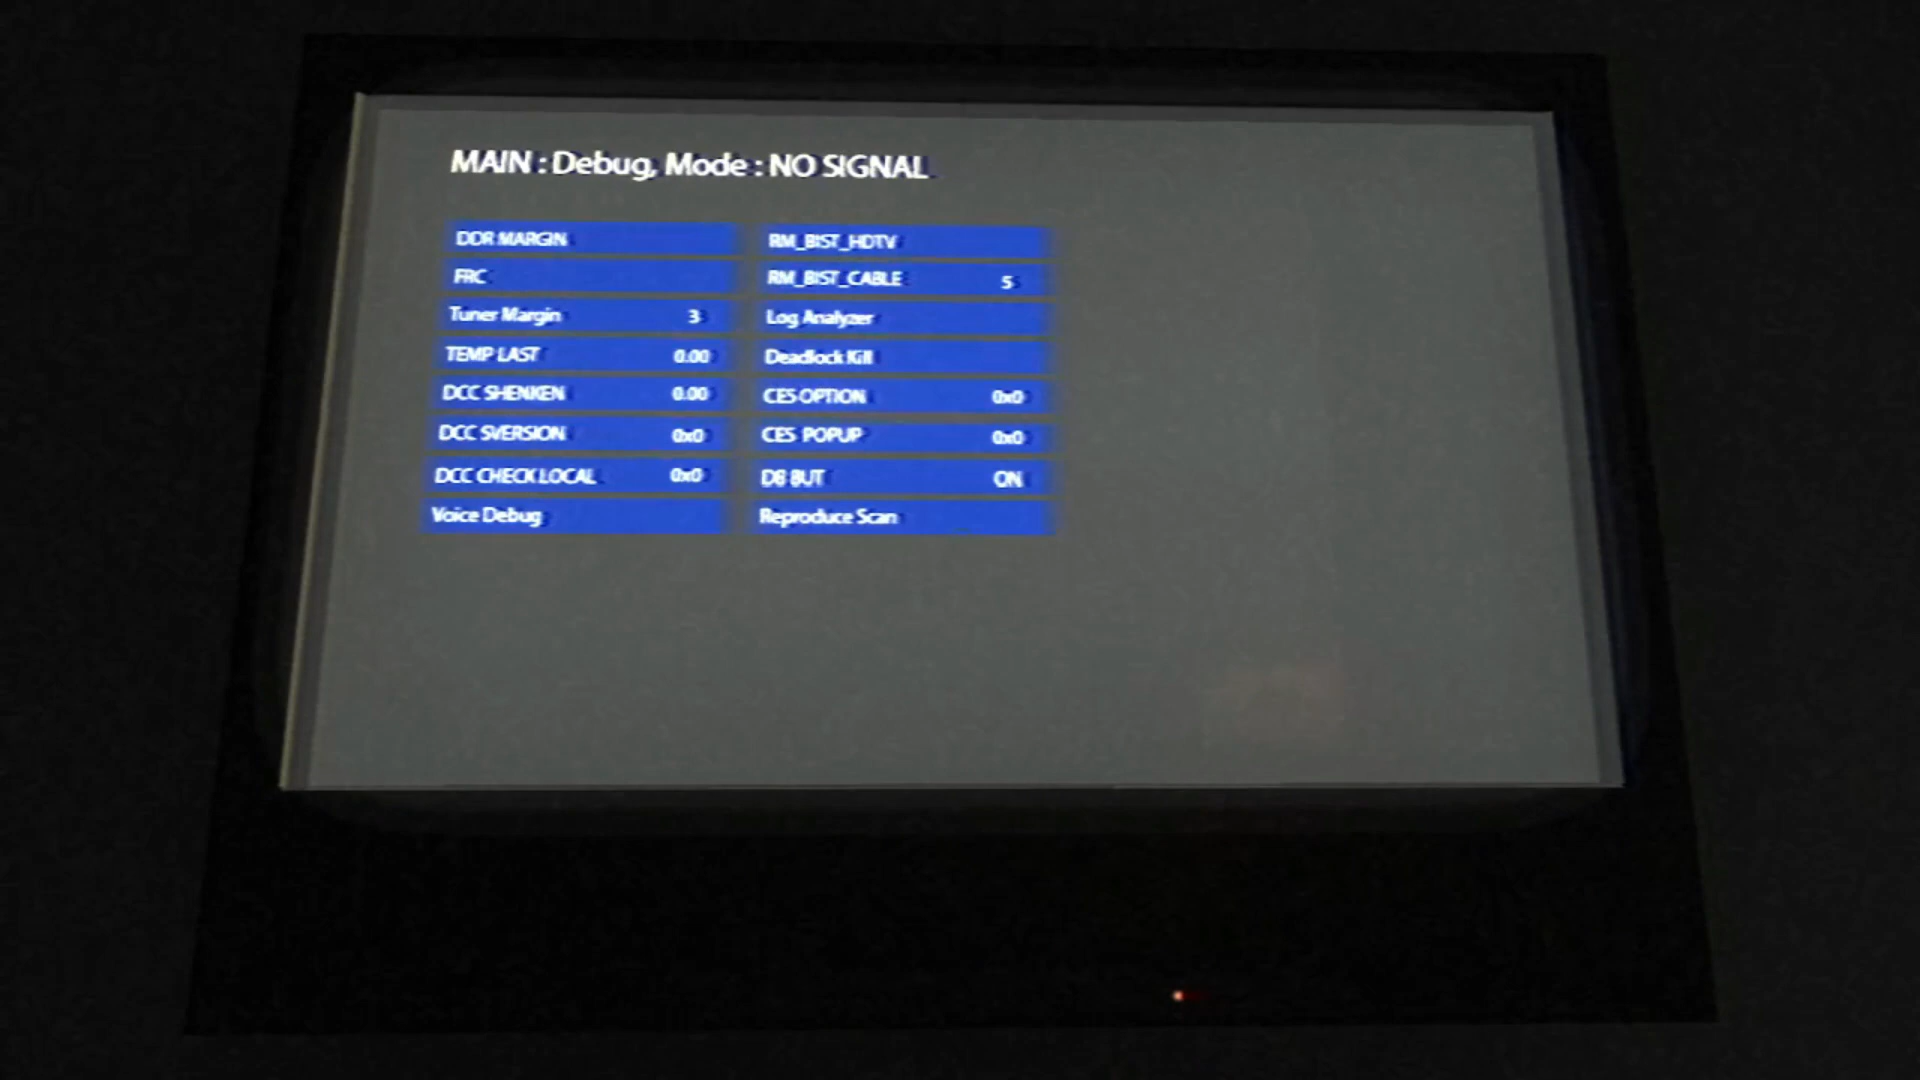 MAIN : Debug, Mode : NO SIGNAL
DDR MARGIN
FRC
Tuner Margin 3
TEMP LAST 0.00
DCC SHENKEN 0.00
DCC SVERSION 0x0
DCC CHECK LOCAL 0x0
Voice Debug
RM_BIST_HDTV
RM_BIST_CABLE 5
Log Analyzer
Deadlock Kill
CES OPTION 0x0
CES POPUP 0x0
DB BUT ON
Reproduce Scan